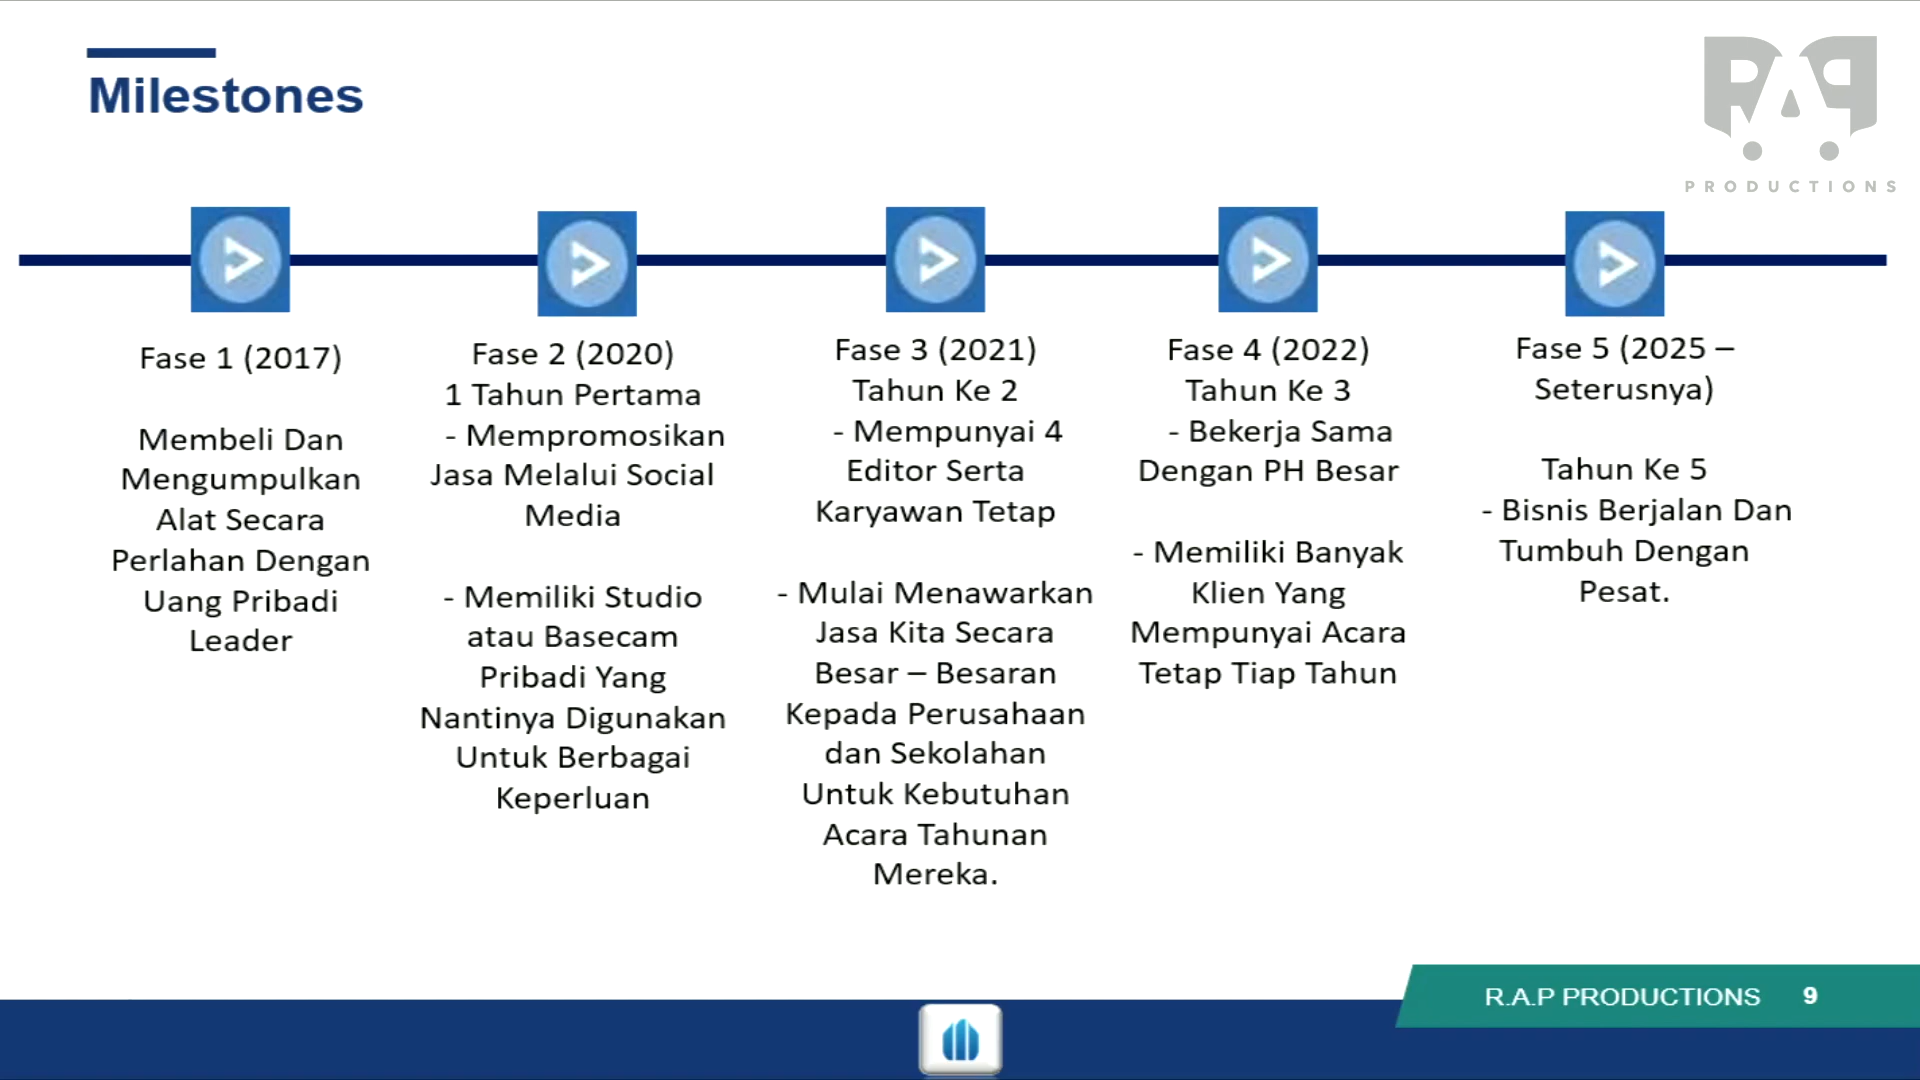 Milestones
RAP
PRODUCTIONS
Fase 1 (2017)
Membeli Dan
Mengumpulkan
Alat Secara
Perlahan Dengan
Uang Pribadi
Leader
Fase 2 (2020)
1 Tahun Pertama
- Mempromosikan
Jasa Melalui Social
Media
- Memiliki Studio
atau Basecam
Pribadi Yang
Nantinya Digunakan
Untuk Berbagai
Keperluan
Fase 3 (2021)
Tahun Ke 2
- Mempunyai 4
Editor Serta
Karyawan Tetap
- Mulai Menawarkan
Jasa Kita Secara
Besar – Besaran
Kepada Perusahaan
dan Sekolahan
Untuk Kebutuhan
Acara Tahunan
Mereka.
Fase 4 (2022)
Tahun Ke 3
- Bekerja Sama
Dengan PH Besar
- Memiliki Banyak
Klien Yang
Mempunyai Acara
Tetap Tiap Tahun
Fase 5 (2025 –
Seterusnya)
Tahun Ke 5
- Bisnis Berjalan Dan
Tumbuh Dengan
Pesat.
R.A.P PRODUCTIONS 9